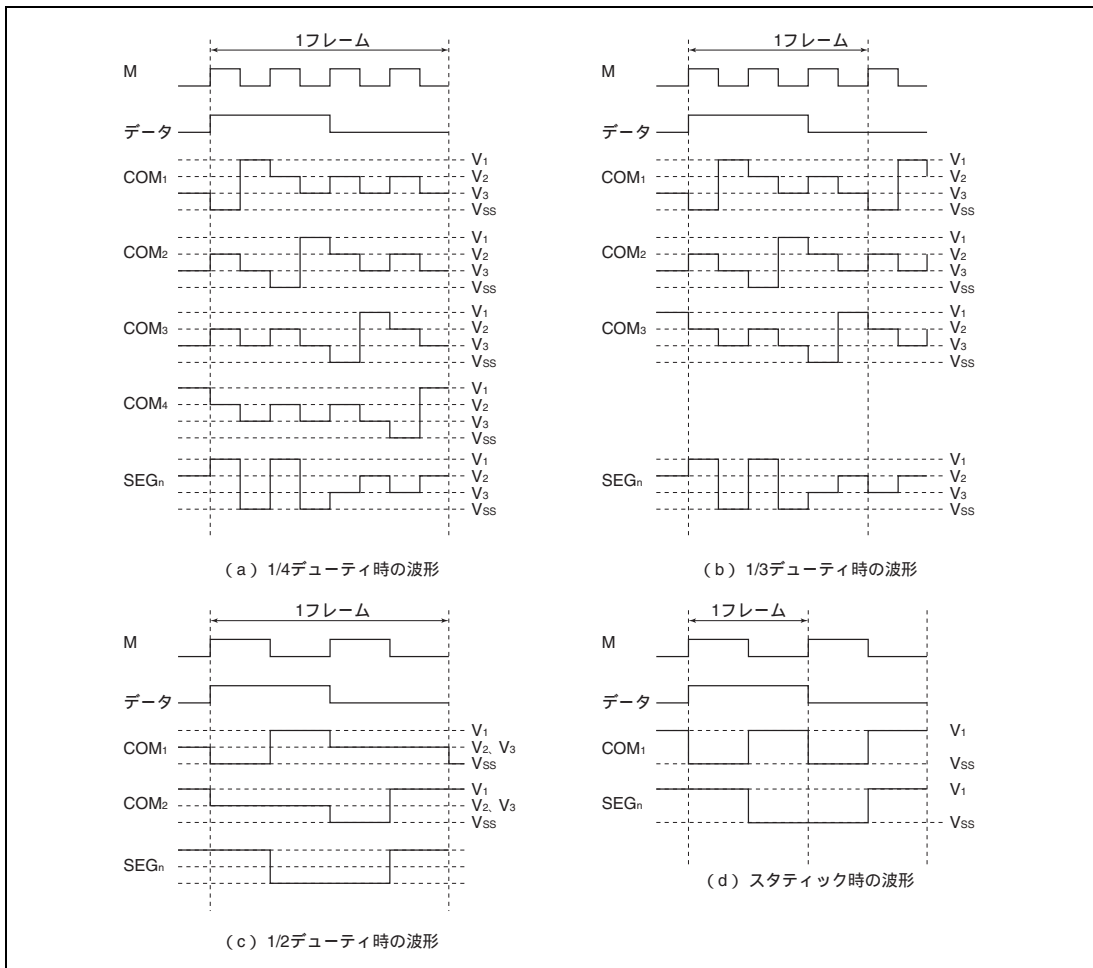 1フレーム
M
データ
COM1
V1
V2
V3
VSS
COM2
V1
V2
V3
VSS
COM3
V1
V2
V3
VSS
COM4
V1
V2
V3
VSS
SEGn
V1
V2
V3
VSS
(a) 1/4デューティ時の波形
1フレーム
M
データ
COM1
V1
V2
V3
VSS
COM2
V1
V2
V3
VSS
COM3
V1
V2
V3
VSS
SEGn
V1
V2
V3
VSS
(b) 1/3デューティ時の波形
1フレーム
M
データ
COM1
V1
V2、V3
VSS
COM2
V1
V2、V3
VSS
SEGn
(c) 1/2デューティ時の波形
1フレーム
M
データ
COM1
V1
VSS
SEGn
V1
VSS
(d) スタティック時の波形